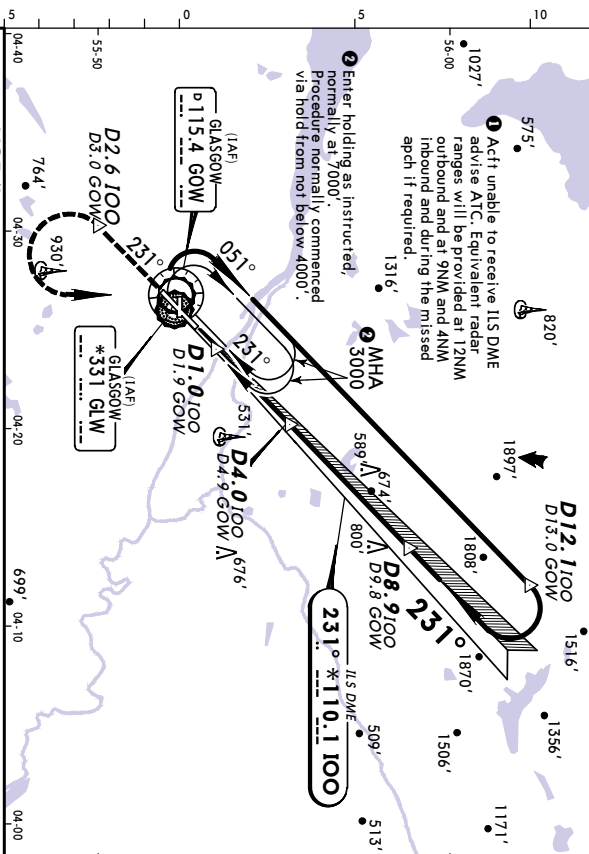 5
0
5
10
04-40
55-50
56-00
1027'
575'
❶ Acft unable to receive ILS DME
advise ATC. Equivalent radar
ranges will be provided at 12NM
outbound and at 9NM and 4NM
inbound and during the missed
apch if required.
❷ Enter holding as instructed,
normally at 7000'.
Procedure normally commenced
via hold from not below 4000'.
(IAF)
GLASGOW
D 115.4 GOW
764'
D2.6 IOO
D3.0 GOW
04-30
930'
231°
051°
1316'
820'
❷ MHA
3000
231°
(IAF)
GLASGOW
*331 GLW
D1.0 IOO
D1.9 GOW
04-20
531'
D4.0 IOO
D4.9 GOW
676'
589'
674'
800'
1897'
D12.1 IOO
D13.0 GOW
1808'
D8.9 IOO
D9.8 GOW
231°
1870'
1516'
ILS DME
231° *110.1 IOO
699'
04-10
1356'
1506'
509'
1171'
513'
04-00